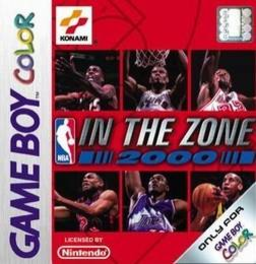 GAME BOY COLOR
KONAMI
IN THE ZONE
NBA
2000
LICENSED BY
Nintendo
ONLY FOR
GAME BOY
COLOR